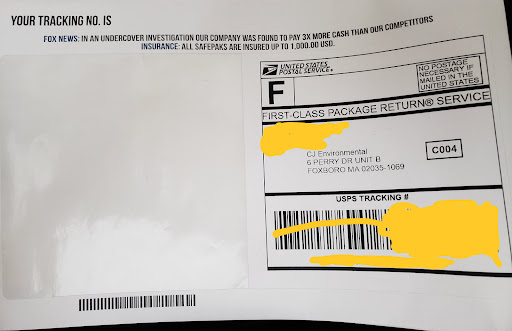 YOUR TRACKING NO. IS
FOX NEWS: IN AN UNDERCOVER INVESTIGATION OUR COMPANY WAS FOUND TO PAY 3X MORE CASH THAN OUR COMPETITORS
INSURANCE: ALL SAFEPAKS ARE INSURED UP TO 1,000.00 USD.
UNITED STATES
POSTAL SERVICE®
NO POSTAGE
NECESSARY IF
MAILED IN THE
UNITED STATES
F
FIRST-CLASS PACKAGE RETURN® SERVICE
CJ Environmental
6 PERRY DR UNIT B
FOXBORO MA 02035-1069
C004
USPS TRACKING #